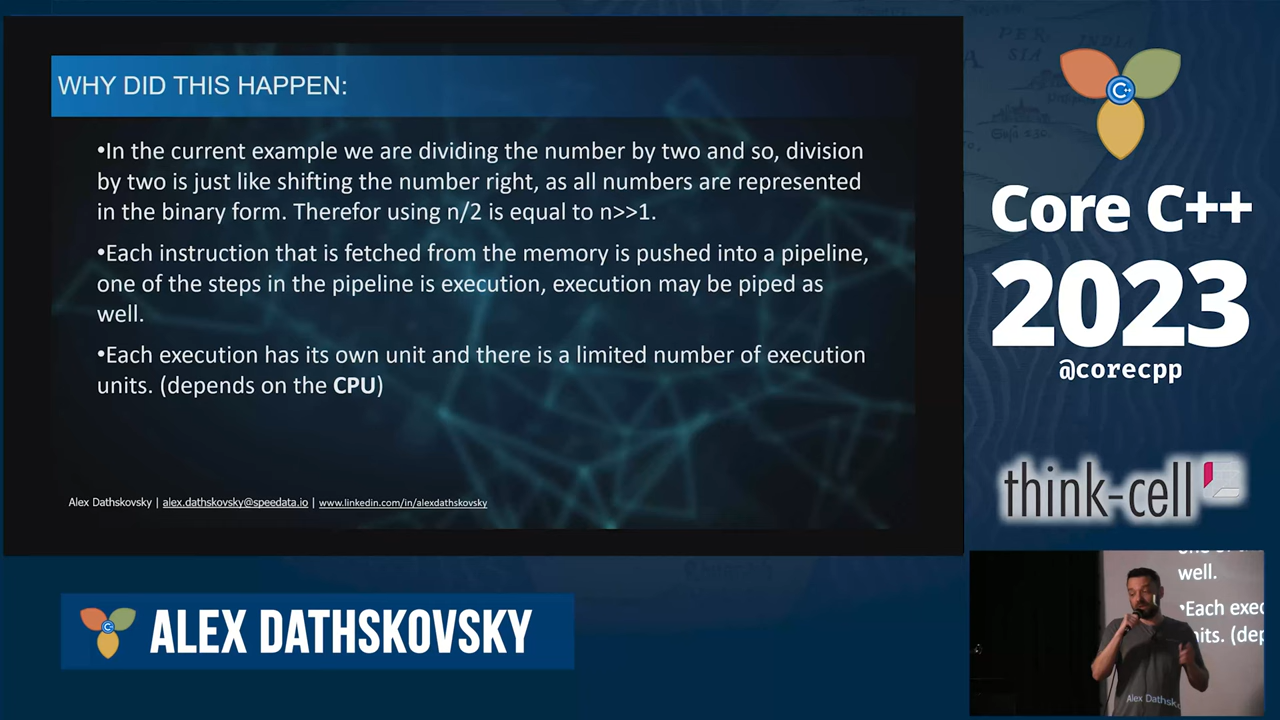 WHY DID THIS HAPPEN:
•In the current example we are dividing the number by two and so, division
by two is just like shifting the number right, as all numbers are represented
in the binary form. Therefor using n/2 is equal to n>>1.
•Each instruction that is fetched from the memory is pushed into a pipeline,
one of the steps in the pipeline is execution, execution may be piped as
well.
•Each execution has its own unit and there is a limited number of execution
units. (depends on the CPU)
Alex Dathskovsky | alex.dathskovsky@speedata.io | www.linkedin.com/in/alexdathskovsky
ALEX DATHSKOVSKY
PER
SIA
INDIA
C++
Core C++
2023
@corecpp
think-cell
well.
•Each exec
nits. (dep
Alex Dathsk